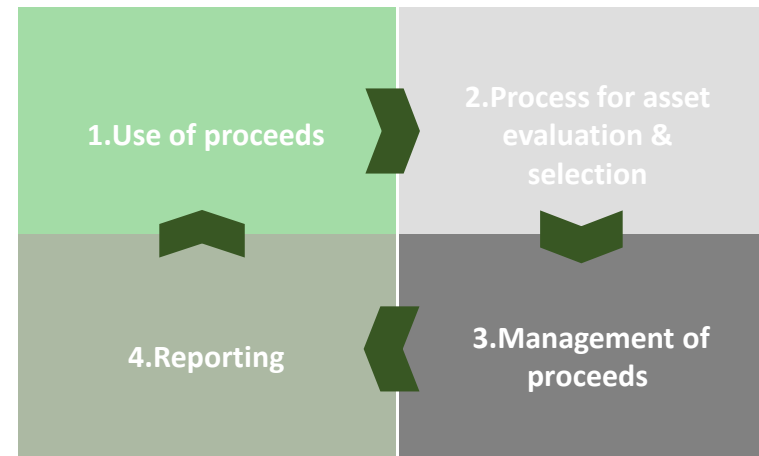 1.Use of proceeds
2.Process for asset
evaluation &
selection
3.Management of
proceeds
4.Reporting